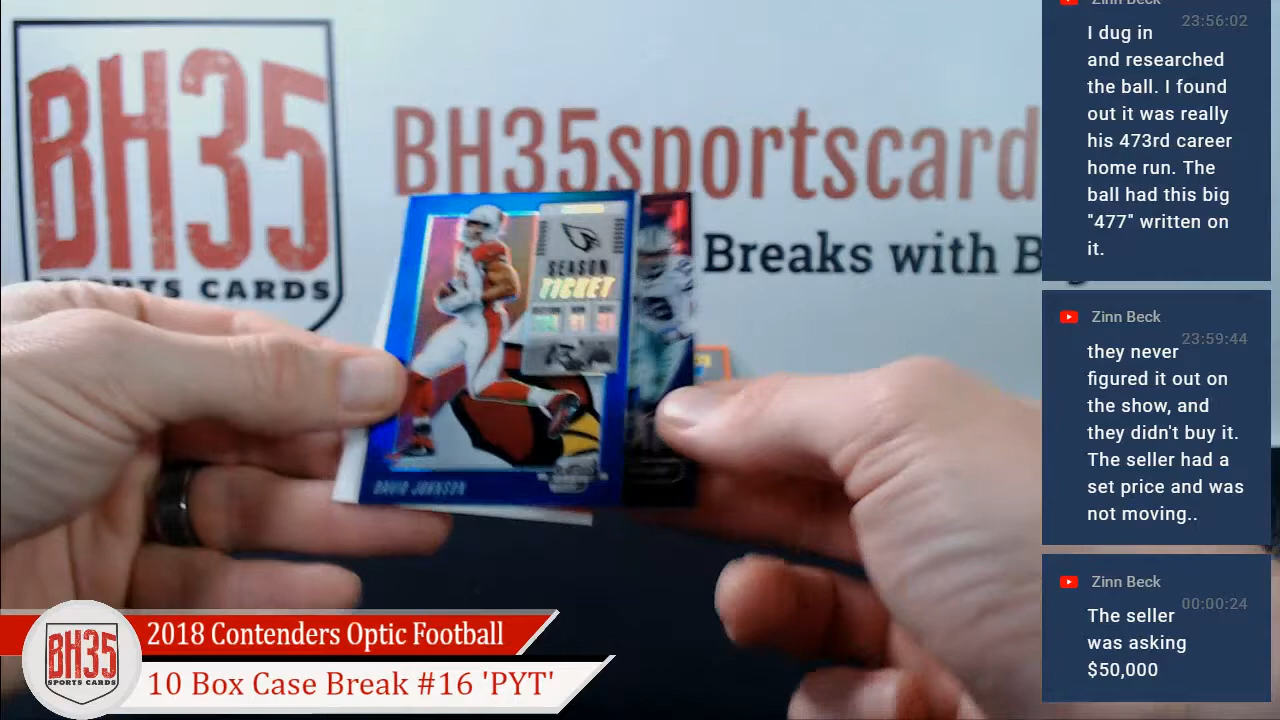 BH35
SPORTS CARDS
BH35sportscard
Breaks with B
SEASON
TICKET
DAVID JOHNSON
BH35
SPORTS CARDS
2018 Contenders Optic Football
10 Box Case Break #16 'PYT'
Zinn Beck
23:56:02
I dug in
and researched
the ball. I found
out it was really
his 473rd career
home run. The
ball had this big
"477" written on
it.
Zinn Beck
23:59:44
they never
figured it out on
the show, and
they didn't buy it.
The seller had a
set price and was
not moving..
Zinn Beck
00:00:24
The seller
was asking
$50,000